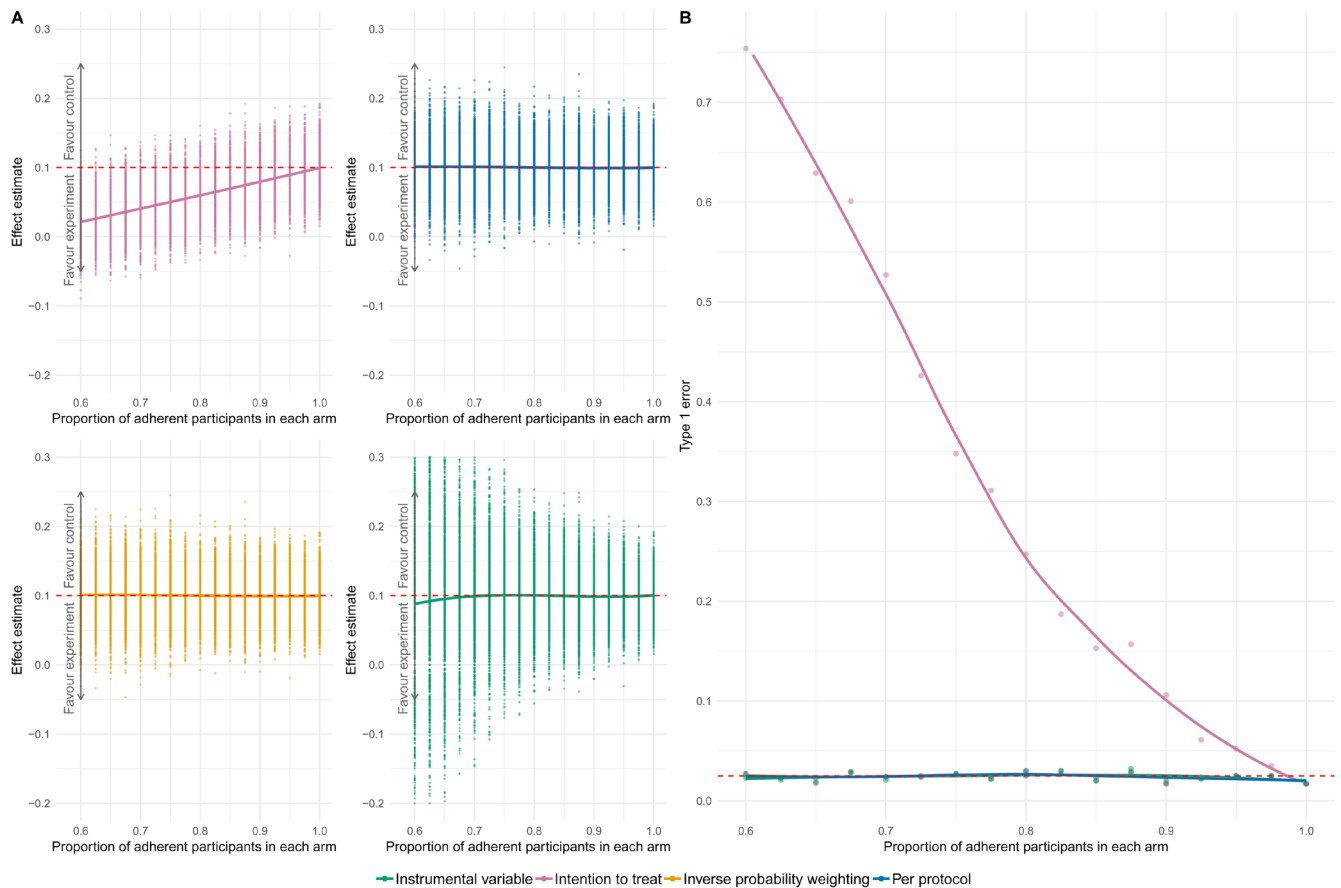 A
0.3
0.2
0.1
0.0
−0.1
−0.2
Effect estimate
Favour control
Favour experiment
0.6 0.7 0.8 0.9 1.0
Proportion of adherent participants in each arm
0.3
0.2
0.1
0.0
−0.1
−0.2
Effect estimate
Favour control
Favour experiment
0.6 0.7 0.8 0.9 1.0
Proportion of adherent participants in each arm
0.3
0.2
0.1
0.0
−0.1
−0.2
Effect estimate
Favour control
Favour experiment
0.6 0.7 0.8 0.9 1.0
Proportion of adherent participants in each arm
0.3
0.2
0.1
0.0
−0.1
−0.2
Effect estimate
Favour control
Favour experiment
0.6 0.7 0.8 0.9 1.0
Proportion of adherent participants in each arm
B
0.7
0.6
0.5
0.4
0.3
0.2
0.1
0.0
Type 1 error
0.6 0.7 0.8 0.9 1.0
Proportion of adherent participants in each arm
Instrumental variable Intention to treat Inverse probability weighting Per protocol